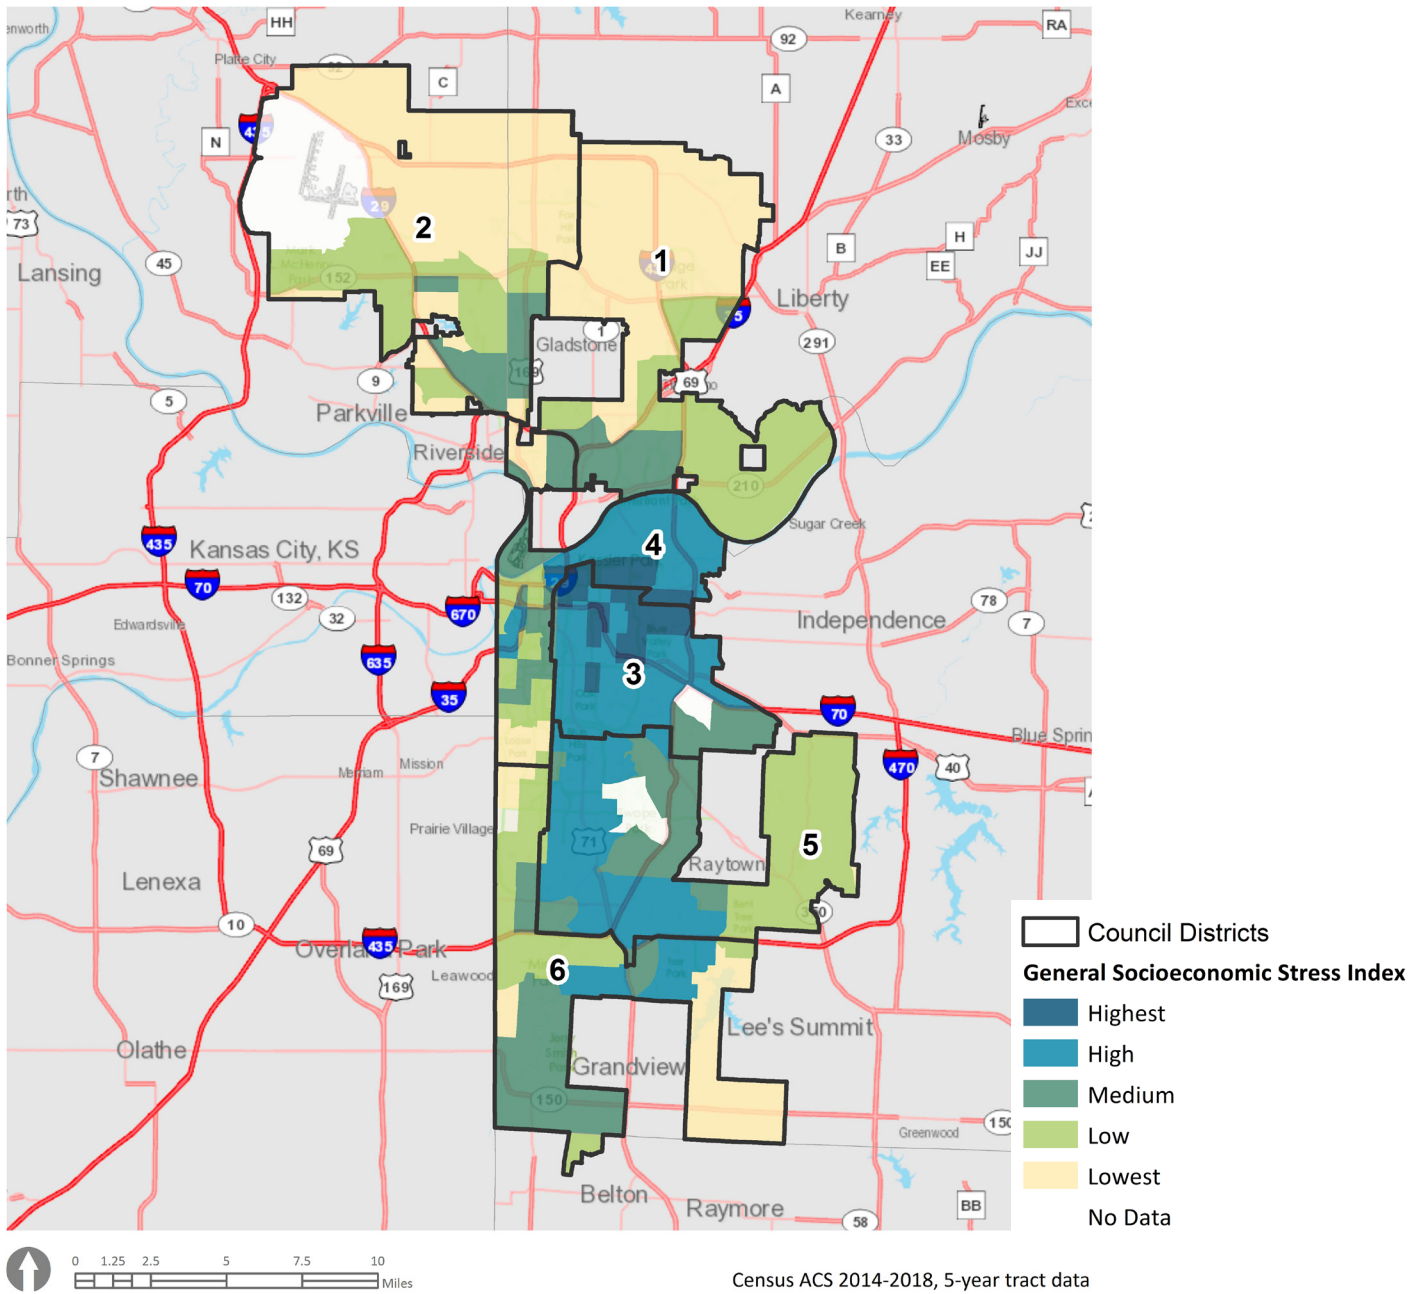 HH
92
Kearney
RA
Platte City
C
A
N
33
Mosby
29
2
1
73
Lansing
45
152
B
H
EE
JJ
Liberty
291
Gladstone
1
169
69
9
5
Parkville
Riverside
210
Sugar Creek
435
Kansas City, KS
4
70
132
32
670
Edwardsville
Independence
78
7
Bonner Springs
635
3
35
70
7
Shawnee
Merriam
Mission
470
40
Prairie Village
71
5
69
Raytown
Lenexa
10
435
Overland Park
Leawood
169
6
Lee's Summit
Olathe
Grandview
150
Greenwood
Belton
Raymore
58
BB
Council Districts
General Socioeconomic Stress Index
Highest
High
Medium
Low
Lowest
No Data
0 1.25 2.5 5 7.5 10
Miles
Census ACS 2014-2018, 5-year tract data